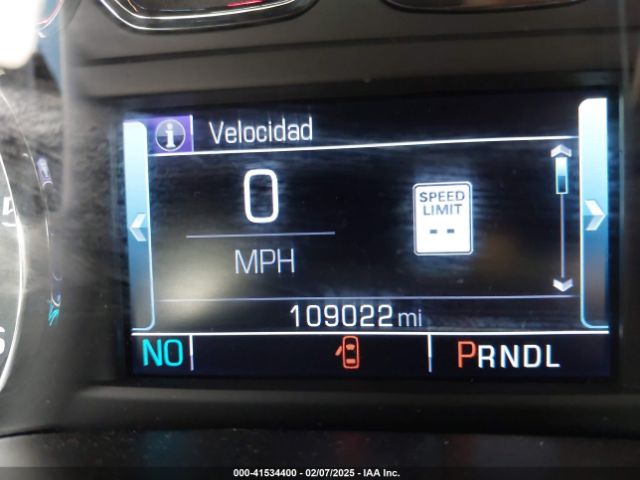 i Velocidad
0
MPH
SPEED
LIMIT
--
109022 mi
NO PRNDL
000-41534400 - 02/07/2025 - IAA Inc.